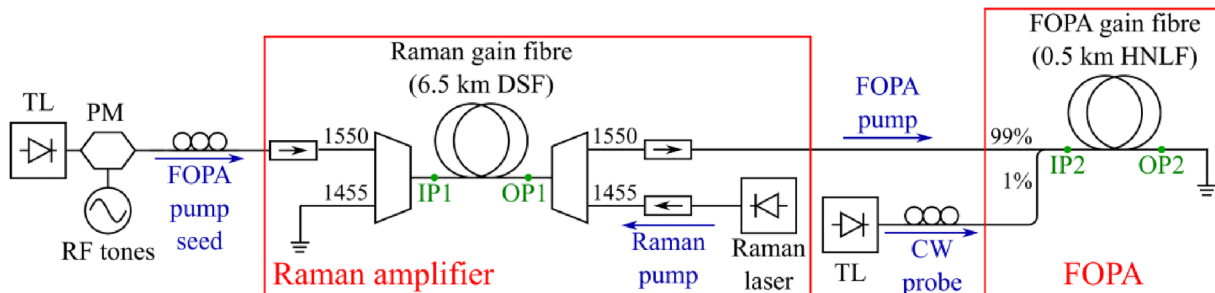 TL
PM
RF tones
FOPA
pump
seed
Raman gain fibre
(6.5 km DSF)
1550
1455
IP1
OP1
1550
1455
Raman
pump
Raman
laser
Raman amplifier
FOPA
pump
TL
CW
probe
FOPA gain fibre
(0.5 km HNLF)
99%
1%
IP2
OP2
FOPA